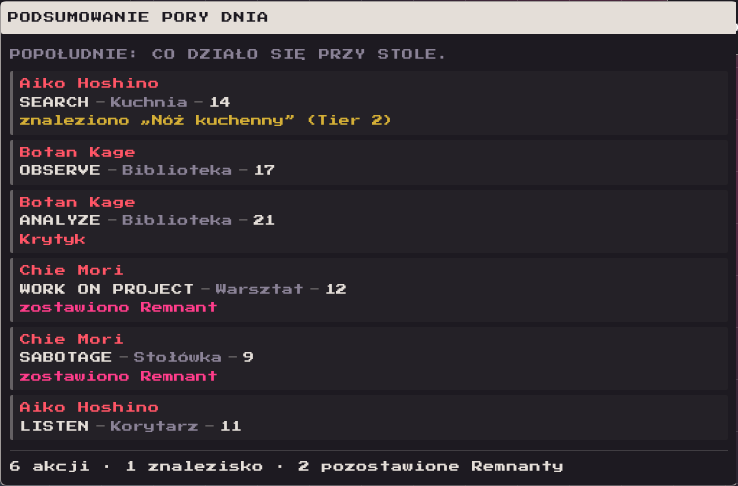 PODSUMOWANIE PORY DNIA
POPOŁUDNIE: CO DZIAŁO SIĘ PRZY STOLE.
Aiko Hoshino
SEARCH – Kuchnia – 14
znaleziono „Nóż kuchenny” (Tier 2)
Botan Kage
OBSERVE – Biblioteka – 17
Botan Kage
ANALYZE – Biblioteka – 21
Krytyk
Chie Mori
WORK ON PROJECT – Warsztat – 12
zostawiono Remnant
Chie Mori
SABOTAGE – Stołówka – 9
zostawiono Remnant
Aiko Hoshino
LISTEN – Korytarz – 11
6 akcji · 1 znalezisko · 2 pozostawione Remnanty